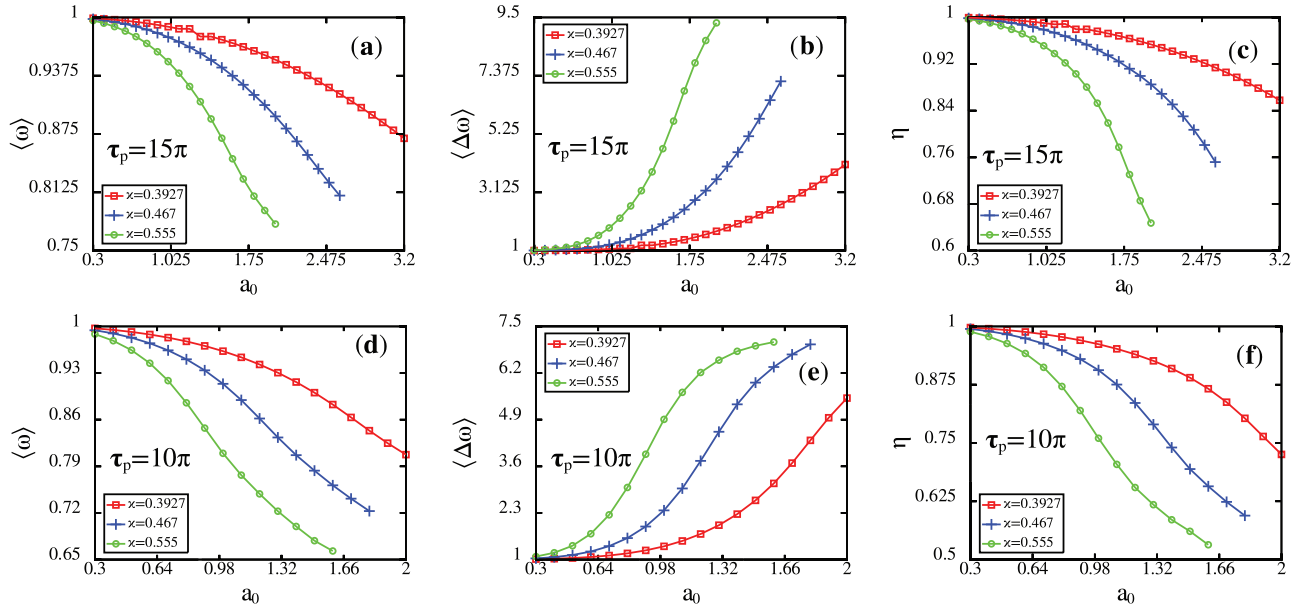 1
0.9375
0.875
0.8125
0.75
⟨ω⟩
(a)
τp=15π
ϰ=0.3927
ϰ=0.467
ϰ=0.555
0.3 1.025 1.75 2.475 3.2
a0
9.5
7.375
5.25
3.125
1
⟨Δω⟩
(b)
ϰ=0.3927
ϰ=0.467
ϰ=0.555
τp=15π
0.3 1.025 1.75 2.475 3.2
a0
1
0.92
0.84
0.76
0.68
0.6
η
(c)
τp=15π
ϰ=0.3927
ϰ=0.467
ϰ=0.555
0.3 1.025 1.75 2.475 3.2
a0
1
0.93
0.86
0.79
0.72
0.65
⟨ω⟩
(d)
τp=10π
ϰ=0.3927
ϰ=0.467
ϰ=0.555
0.3 0.64 0.98 1.32 1.66 2
a0
7.5
6.2
4.9
3.6
2.3
1
⟨Δω⟩
(e)
ϰ=0.3927
ϰ=0.467
ϰ=0.555
τp=10π
0.3 0.64 0.98 1.32 1.66 2
a0
1
0.875
0.75
0.625
0.5
η
(f)
τp=10π
ϰ=0.3927
ϰ=0.467
ϰ=0.555
0.3 0.64 0.98 1.32 1.66 2
a0